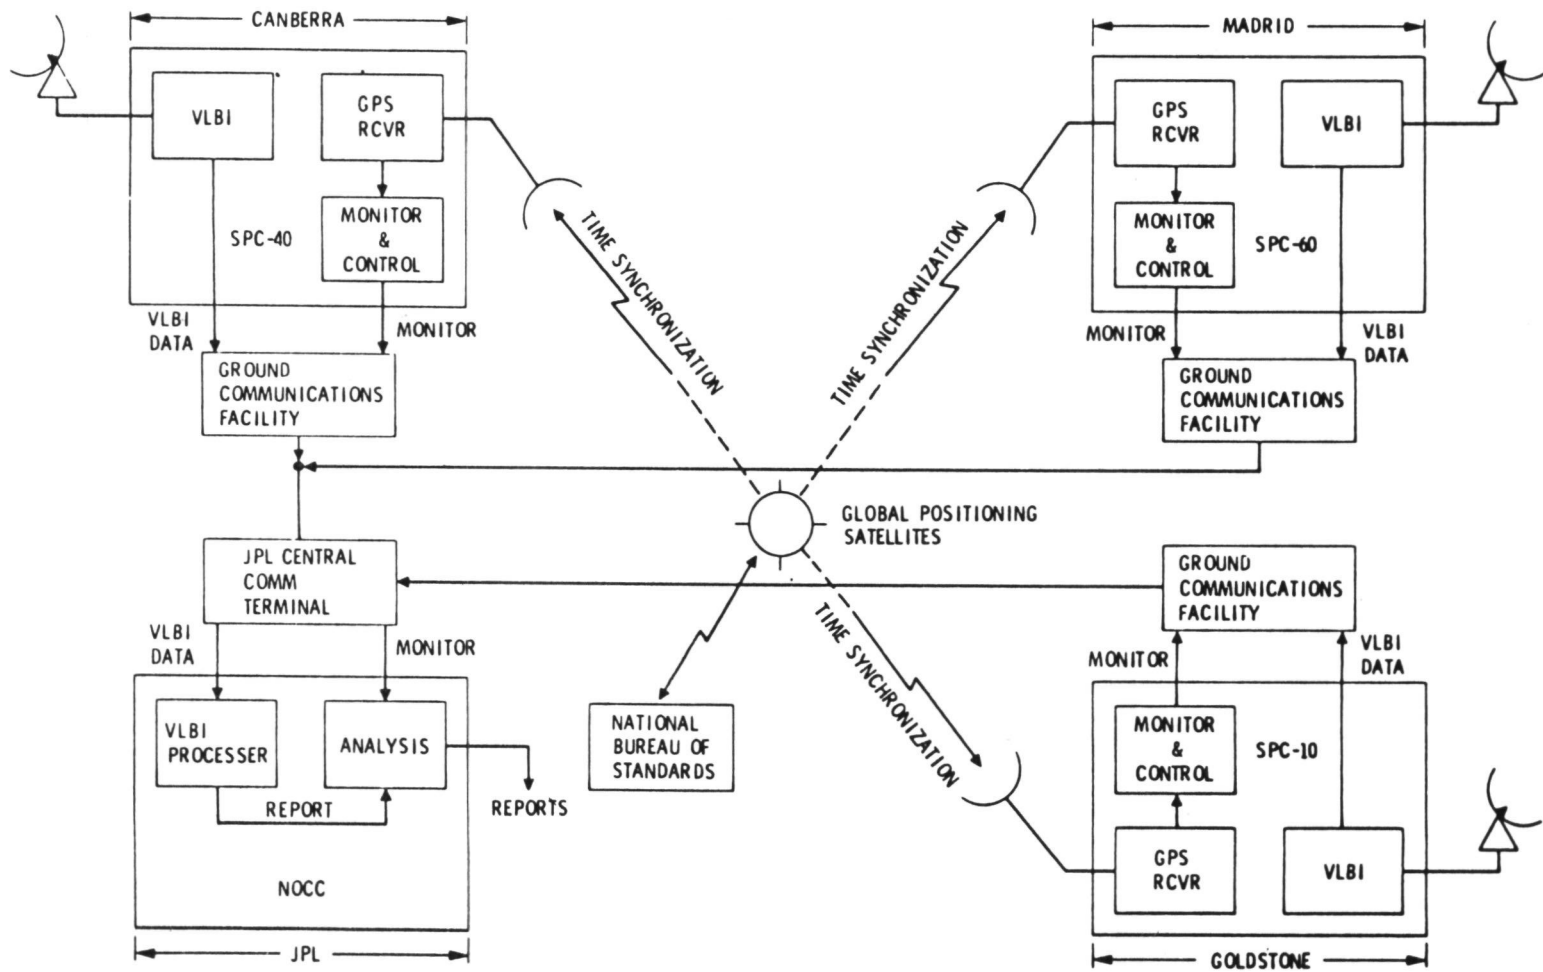 CANBERRA
VLBI
GPS
RCVR
SPC-40
MONITOR
&
CONTROL
VLBI
DATA
MONITOR
GROUND
COMMUNICATIONS
FACILITY
TIME SYNCHRONIZATION
MADRID
GPS
RCVR
VLBI
MONITOR
&
CONTROL
SPC-60
MONITOR
VLBI
DATA
GROUND
COMMUNICATIONS
FACILITY
TIME SYNCHRONIZATION
GLOBAL POSITIONING
SATELLITES
JPL CENTRAL
COMM
TERMINAL
VLBI
DATA
MONITOR
VLBI
PROCESSER
ANALYSIS
REPORT
REPORTS
NOCC
JPL
NATIONAL
BUREAU OF
STANDARDS
TIME SYNCHRONIZATION
GROUND
COMMUNICATIONS
FACILITY
MONITOR
VLBI
DATA
MONITOR
&
CONTROL
SPC-10
GPS
RCVR
VLBI
GOLDSTONE